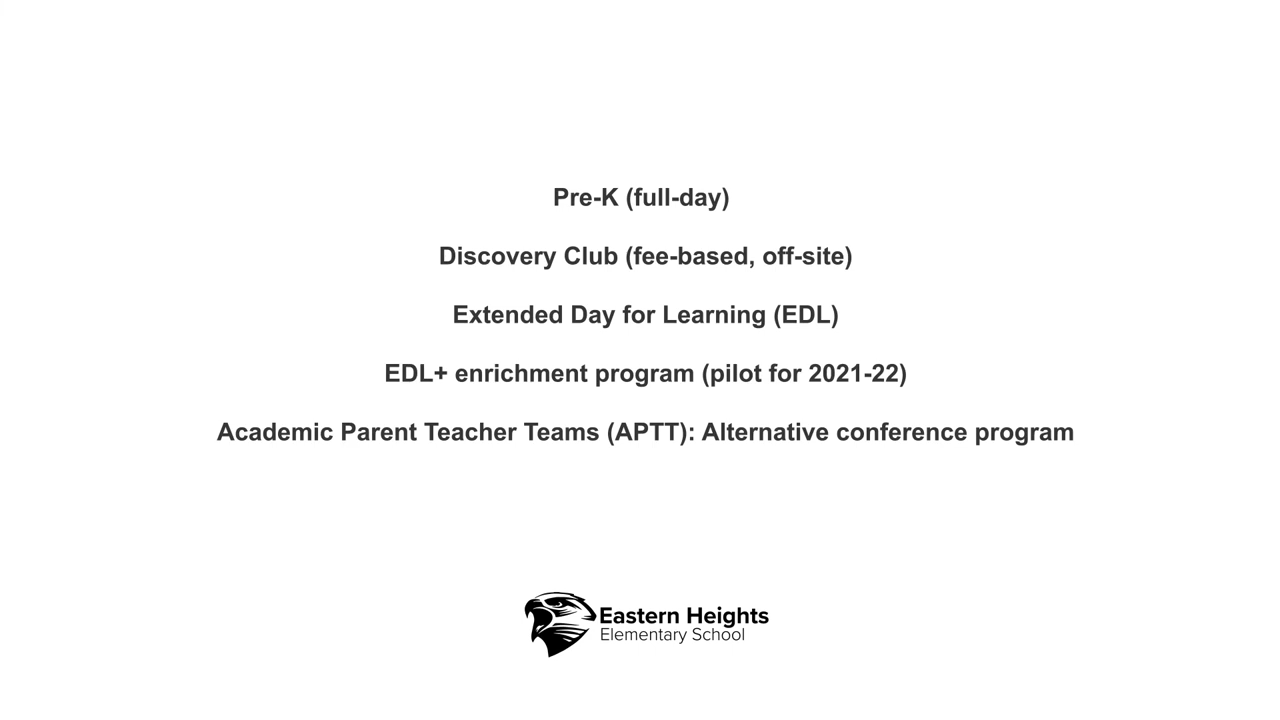 Pre-K (full-day)
Discovery Club (fee-based, off-site)
Extended Day for Learning (EDL)
EDL+ enrichment program (pilot for 2021-22)
Academic Parent Teacher Teams (APTT): Alternative conference program
Eastern Heights
Elementary School